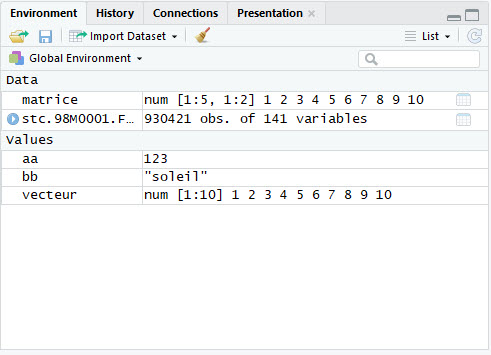 Environment History Connections Presentation
Import Dataset List
Global Environment
Data
matrice num [1:5, 1:2] 1 2 3 4 5 6 7 8 9 10
stc.98M0001.F… 930421 obs. of 141 variables
Values
aa 123
bb "soleil"
vecteur num [1:10] 1 2 3 4 5 6 7 8 9 10